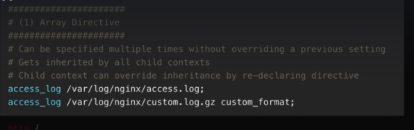 ######################
# (1) Array Directive
######################
# Can be specified multiple times without overriding a previous setting
# Gets inherited by all child contexts
# Child context can override inheritance by re-declaring directive
access_log /var/log/nginx/access.log;
access_log /var/log/nginx/custom.log.gz custom_format;